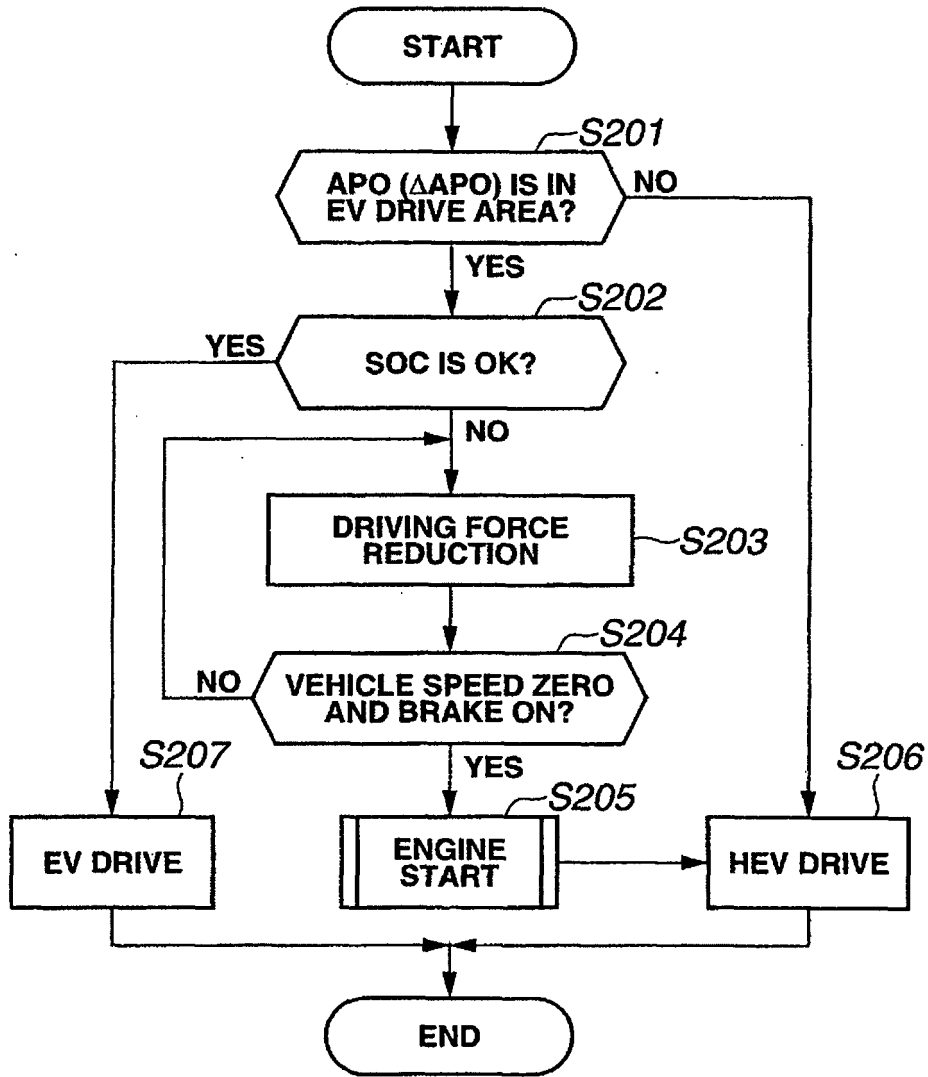 START
S201
APO (ΔAPO) IS IN
EV DRIVE AREA?
NO
YES
S202
YES
SOC IS OK?
NO
DRIVING FORCE
REDUCTION
S203
S204
NO
VEHICLE SPEED ZERO
AND BRAKE ON?
YES
S207
S205
S206
EV DRIVE
ENGINE
START
HEV DRIVE
END